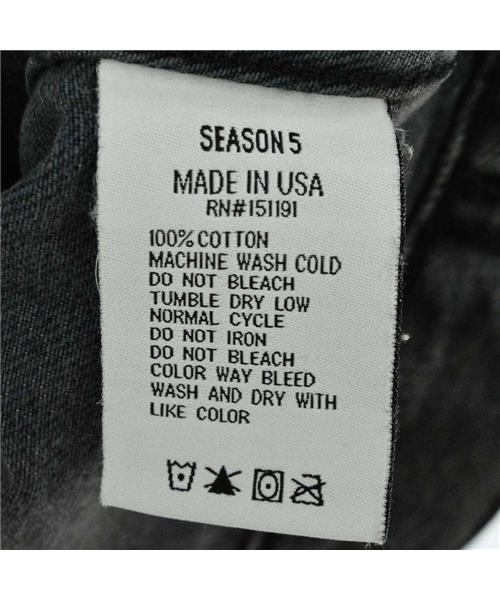 SEASON 5
MADE IN USA
RN#151191
100% COTTON
MACHINE WASH COLD
DO NOT BLEACH
TUMBLE DRY LOW
NORMAL CYCLE
DO NOT IRON
DO NOT BLEACH
COLOR WAY BLEED
WASH AND DRY WITH
LIKE COLOR